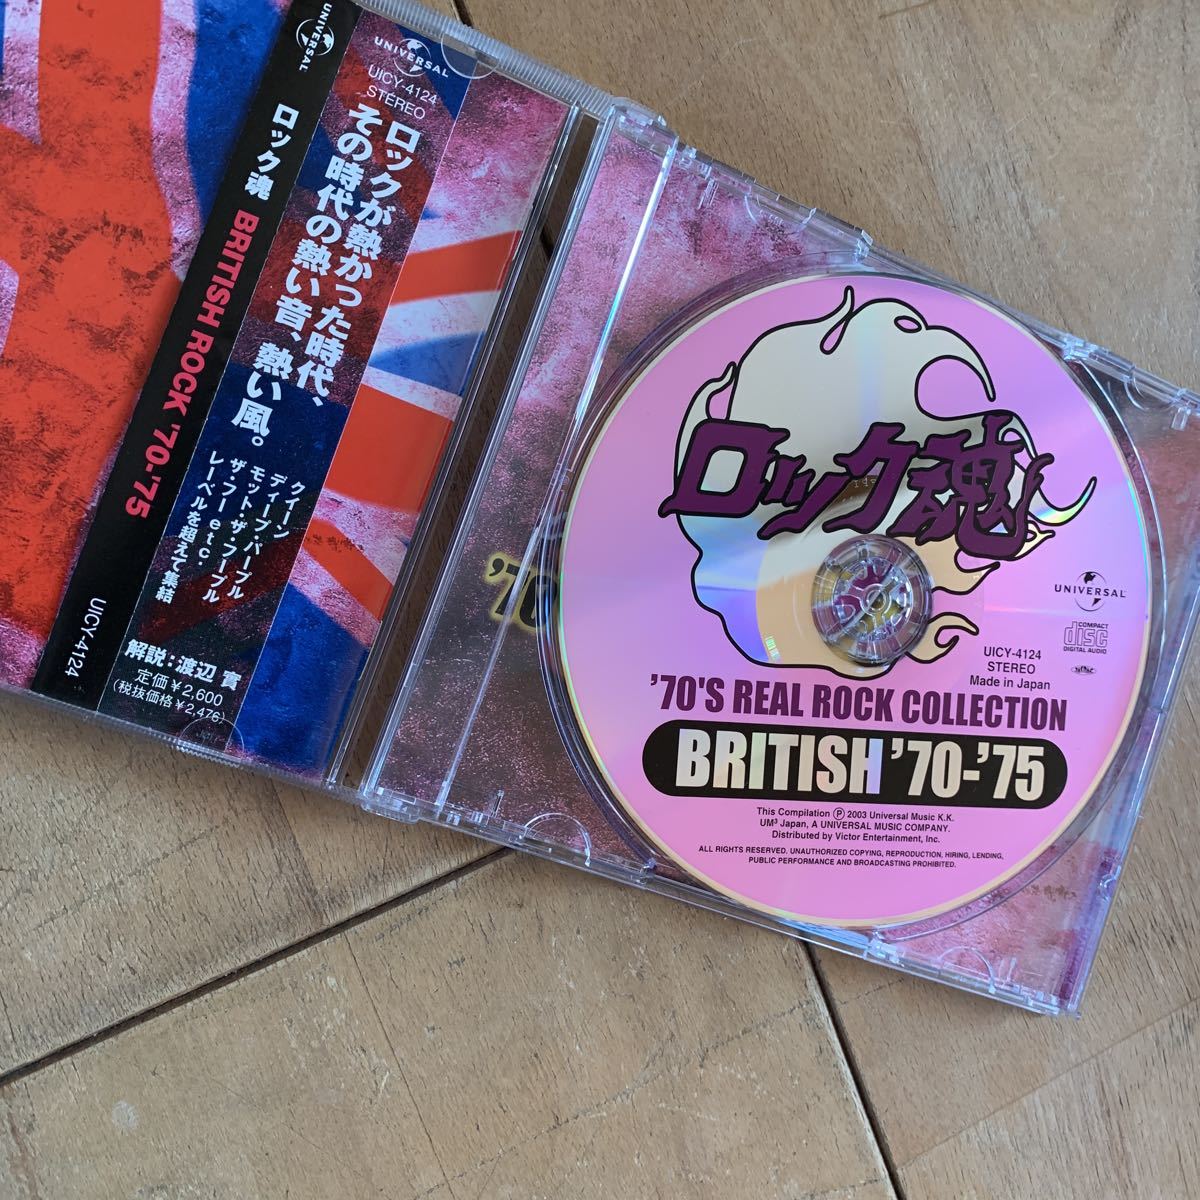 UNIVERSAL
ロック魂 BRITISH ROCK '70-'75
UICY-4124
UNIVERSAL
UICY-4124
STEREO
ロックが熱かった時代、
その時代の熱い音、熱い風。
クィーン
ディープ・パープル
モット・ザ・フープル
ザ・フー etc.
レーベルを超えて集結
解説：渡辺 實
定価￥2,600
(税抜価格￥2,476)
'70
ロック魂
UNIVERSAL
COMPACT
disc
DIGITAL AUDIO
UICY-4124
STEREO
Made in Japan
'70'S REAL ROCK COLLECTION
BRITISH '70-'75
This Compilation Ⓟ 2003 Universal Music K.K.
UM³ Japan, A UNIVERSAL MUSIC COMPANY.
Distributed by Victor Entertainment, Inc.
ALL RIGHTS RESERVED. UNAUTHORIZED COPYING, REPRODUCTION, HIRING, LENDING,
PUBLIC PERFORMANCE AND BROADCASTING PROHIBITED.